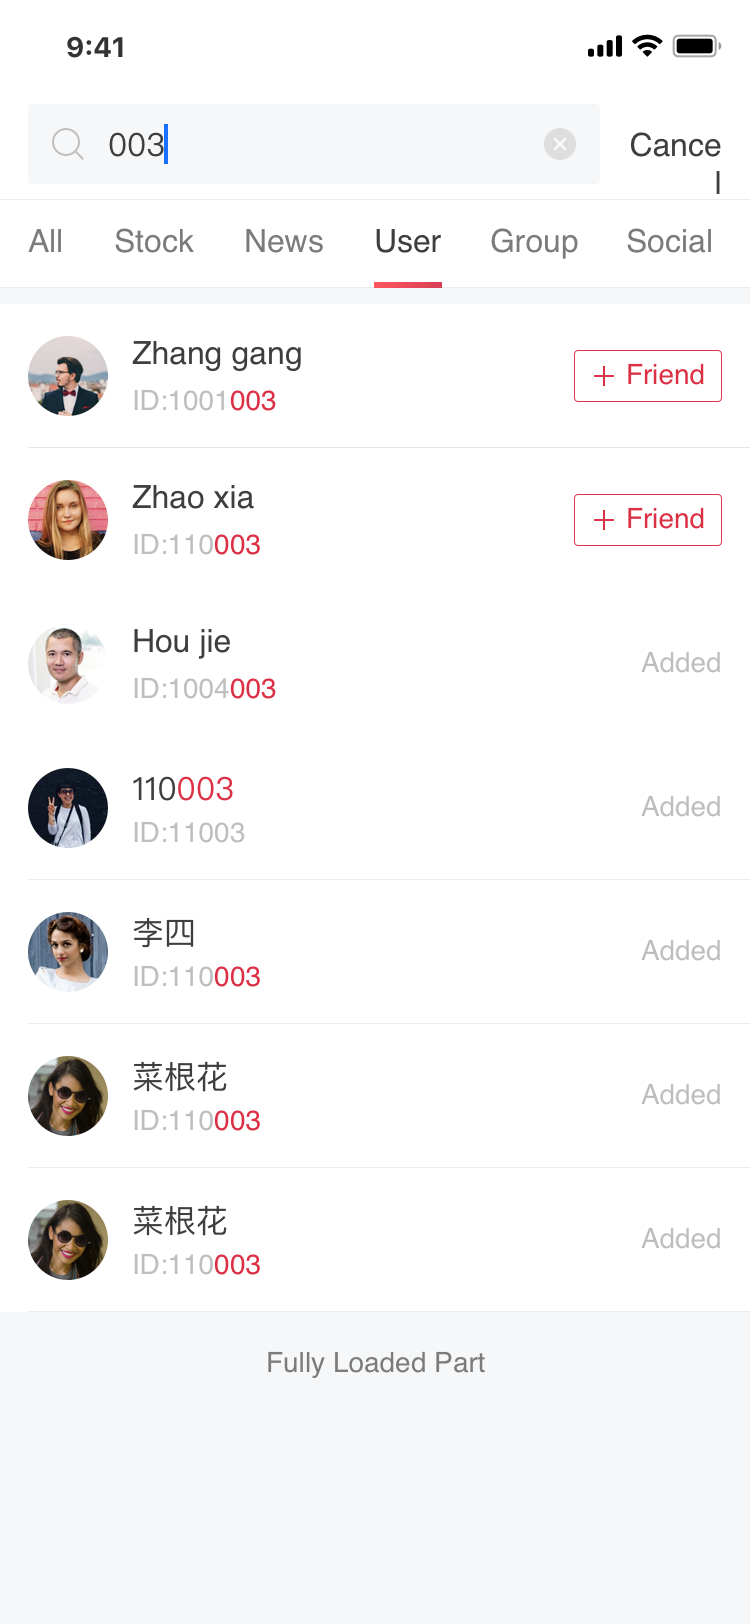 9:41
003
Cance
l
All Stock News User Group Social
Zhang gang
ID:1001003
+ Friend
Zhao xia
ID:110003
+ Friend
Hou jie
ID:1004003
Added
110003
ID:11003
Added
李四
ID:110003
Added
菜根花
ID:110003
Added
菜根花
ID:110003
Added
Fully Loaded Part